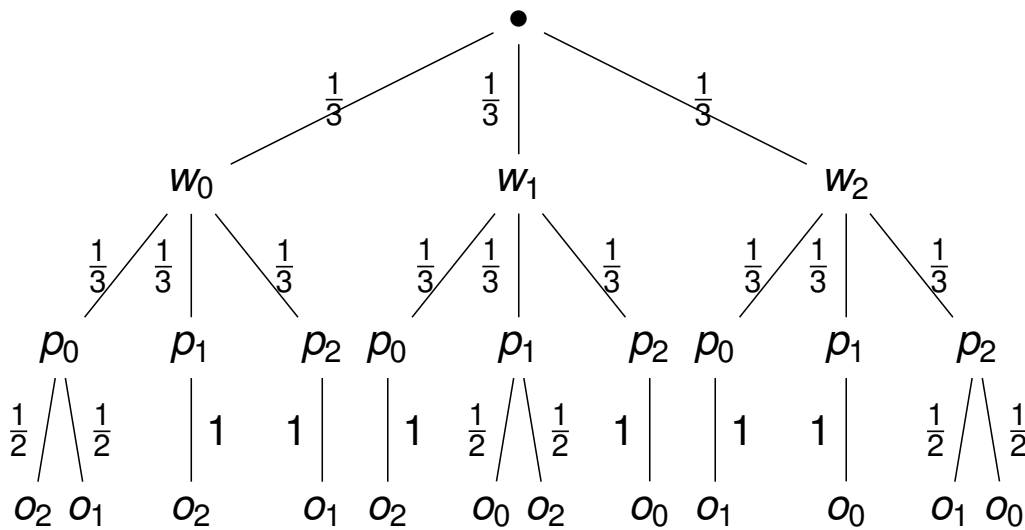 1/3 1/3 1/3
w₀ w₁ w₂
1/3 1/3 1/3 1/3 1/3 1/3 1/3 1/3 1/3
p₀ p₁ p₂ p₀ p₁ p₂ p₀ p₁ p₂
1/2 1/2 1 1 1 1/2 1/2 1 1 1 1/2 1/2
o₂ o₁ o₂ o₁ o₂ o₀ o₂ o₀ o₁ o₀ o₁ o₀